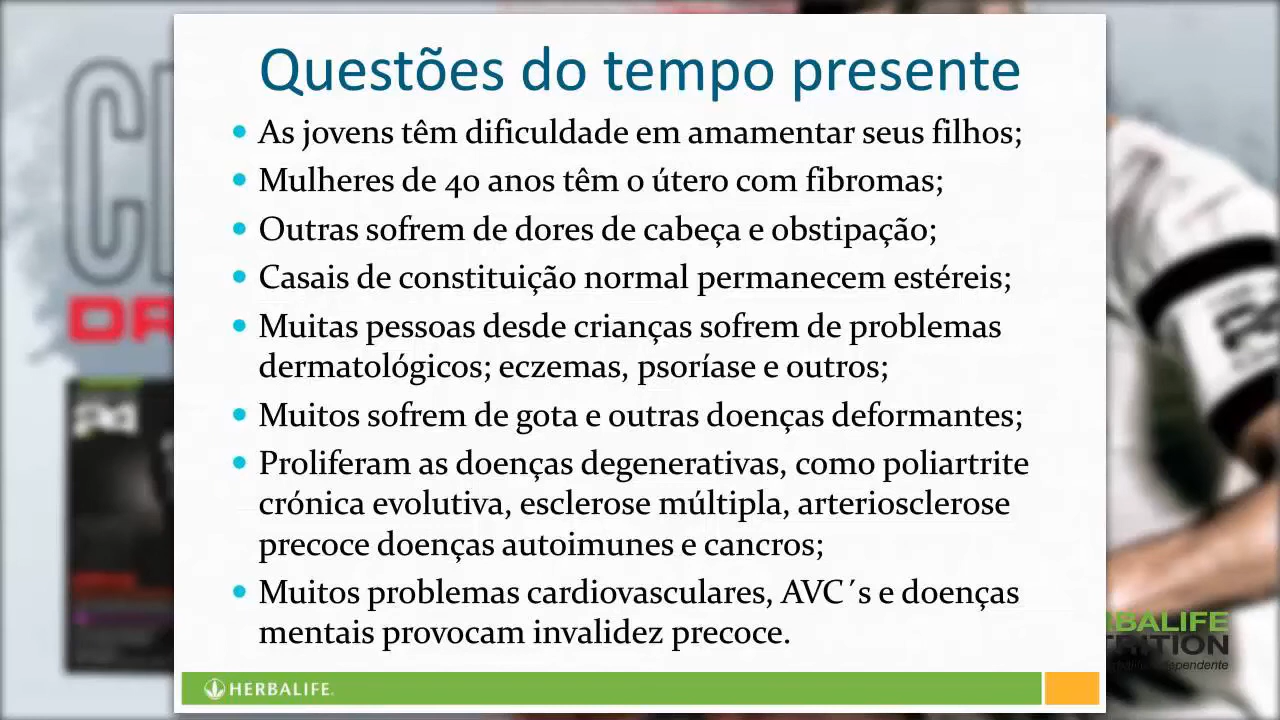 Questões do tempo presente
As jovens têm dificuldade em amamentar seus filhos;
Mulheres de 40 anos têm o útero com fibromas;
Outras sofrem de dores de cabeça e obstipação;
Casais de constituição normal permanecem estéreis;
Muitas pessoas desde crianças sofrem de problemas
dermatológicos; eczemas, psoríase e outros;
Muitos sofrem de gota e outras doenças deformantes;
Proliferam as doenças degenerativas, como poliartrite
crónica evolutiva, esclerose múltipla, arteriosclerose
precoce doenças autoimunes e cancros;
Muitos problemas cardiovasculares, AVC´s e doenças
mentais provocam invalidez precoce.
HERBALIFE